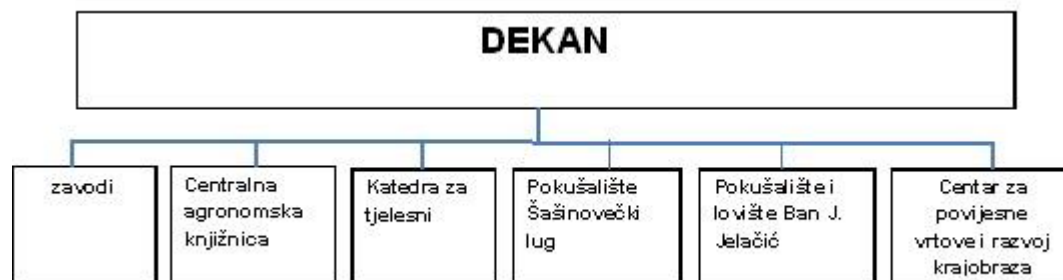 DEKAN
zavodi
Centralna
agronomska
knjižnica
Katedra za
tjelesni
Pokušalište
Šašinovečki
lug
Pokušalište i
lovište Ban J.
Jelačić
Centar za
povijesne
vrtove i razvoj
krajobraza